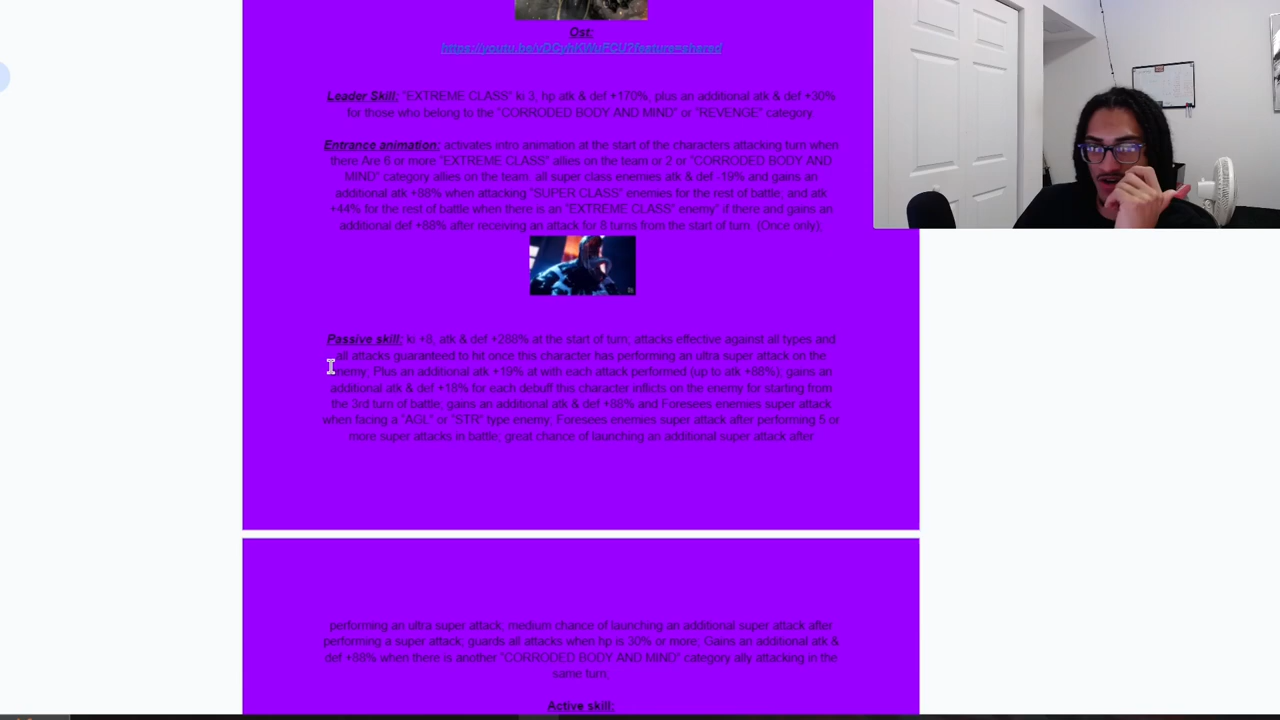 Ost:
https://youtu.be/vDCyhKWuFCU?feature=shared
Leader Skill: "EXTREME CLASS" ki 3, hp atk & def +170%, plus an additional atk & def +30%
for those who belong to the "CORRODED BODY AND MIND" or "REVENGE" category
Entrance animation: activates intro animation at the start of the characters attacking turn when
there Are 6 or more "EXTREME CLASS" allies on the team or 2 or "CORRODED BODY AND
MIND" category allies on the team. all super class enemies atk & def -19% and gains an
additional atk +88% when attacking "SUPER CLASS" enemies for the rest of battle; and atk
+44% for the rest of battle when there is an "EXTREME CLASS" enemy" if there and gains an
additional def +88% after receiving an attack for 8 turns from the start of turn. (Once only);
Passive skill: ki +8, atk & def +288% at the start of turn; attacks effective against all types and
all attacks guaranteed to hit once this character has performing an ultra super attack on the
enemy, Plus an additional atk +19% at with each attack performed (up to atk +88%); gains an
additional atk & def +18% for each debuff this character inflicts on the enemy for starting from
the 3rd turn of battle; gains an additional atk & def +88% and Foresees enemies super attack
when facing a "AGL" or "STR" type enemy, Foresees enemies super attack after performing 5 or
more super attacks in battle; great chance of launching an additional super attack after
performing an ultra super attack, medium chance of launching an additional super attack after
performing a super attack; guards all attacks when hp is 30% or more; Gains an additional atk &
def +88% when there is another "CORRODED BODY AND MIND" category ally attacking in the
same turn;
Active skill: